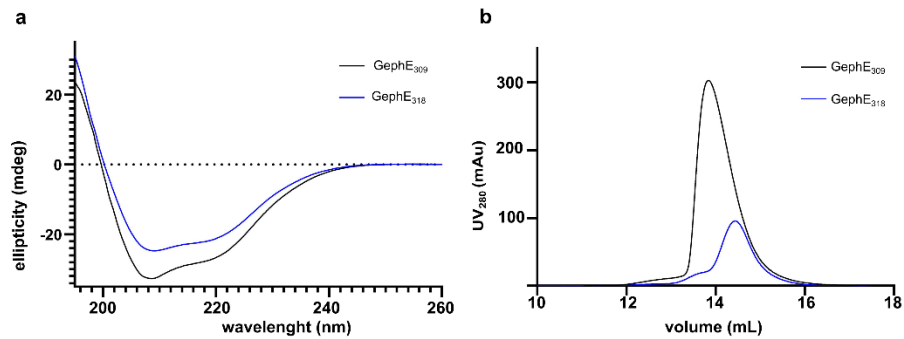 a
GephE309
GephE318
20
0
-20
ellipticity (mdeg)
200 220 240 260
wavelenght (nm)
b
GephE309
GephE318
300
200
100
UV280 (mAu)
10 12 14 16 18
volume (mL)